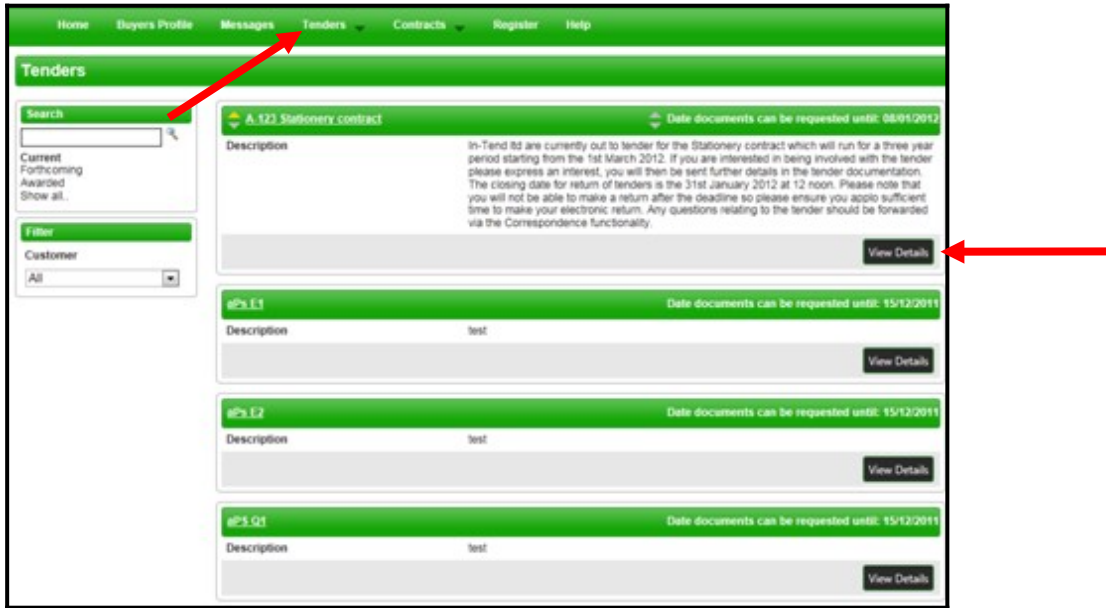 Home Buyers Profile Messages Tenders Contracts Register Help
Tenders
Search
Current
Forthcoming
Awarded
Show all..
Filter
Customer
All
A 123 Stationery contract Date documents can be requested until: 08/01/2012
Description In-Tend ltd are currently out to tender for the Stationery contract which will run for a three year
period starting from the 1st March 2012. If you are interested in being involved with the tender
please express an interest, you will then be sent further details in the tender documentation.
The closing date for return of tenders is the 31st January 2012 at 12 noon. Please note that
you will not be able to make a return after the deadline so please ensure you applo sufficient
time to make your electronic return. Any questions relating to the tender should be forwarded
via the Correspondence functionality.
View Details
aPs E1 Date documents can be requested until: 15/12/2011
Description test
View Details
aPs E2 Date documents can be requested until: 15/12/2011
Description test
View Details
aPS Q1 Date documents can be requested until: 15/12/2011
Description test
View Details